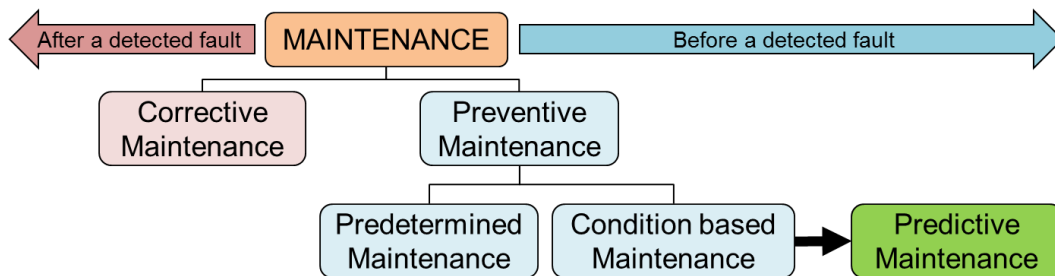 After a detected fault
MAINTENANCE
Before a detected fault
Corrective
Maintenance
Preventive
Maintenance
Predetermined
Maintenance
Condition based
Maintenance
Predictive
Maintenance